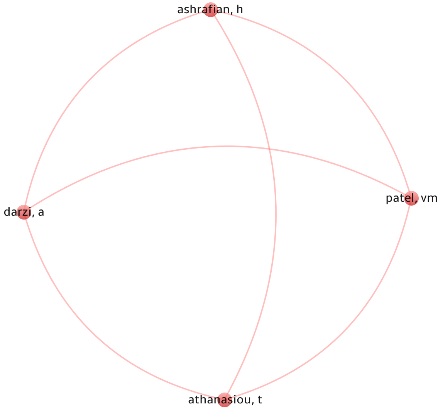 ashrafian, h
patel, vm
darzi, a
athanasiou, t